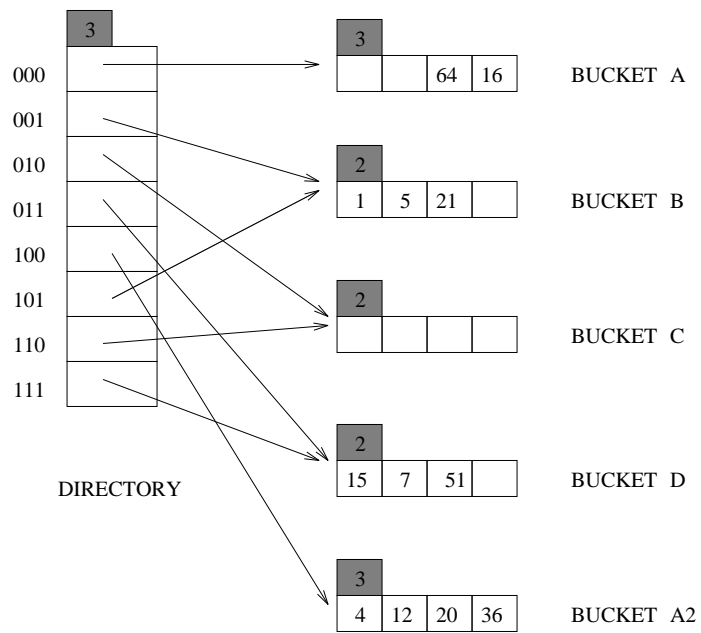 3
000
001
010
011
100
101
110
111
DIRECTORY
3
64 16
BUCKET A
2
1 5 21
BUCKET B
2
BUCKET C
2
15 7 51
BUCKET D
3
4 12 20 36
BUCKET A2